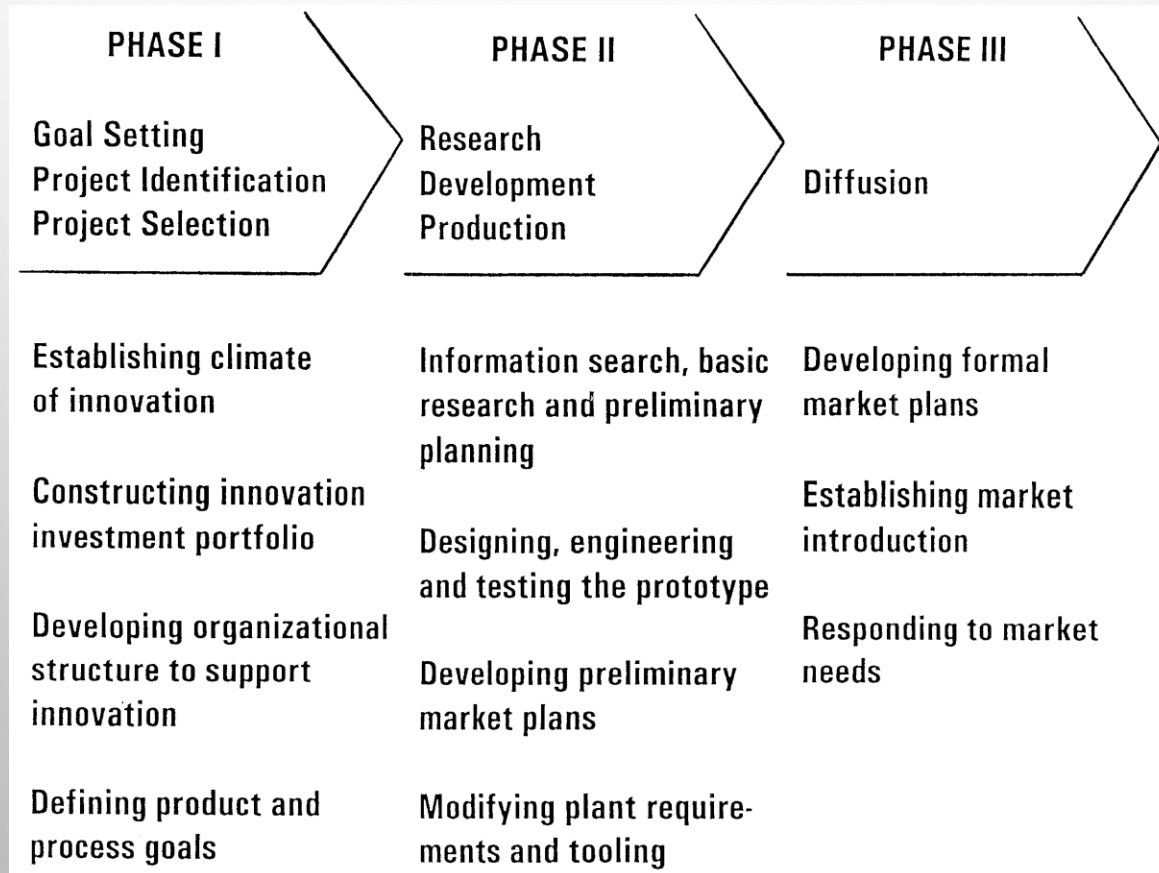 PHASE I
Goal Setting
Project Identification
Project Selection
Establishing climate
of innovation
Constructing innovation
investment portfolio
Developing organizational
structure to support
innovation
Defining product and
process goals
PHASE II
Research
Development
Production
Information search, basic
research and preliminary
planning
Designing, engineering
and testing the prototype
Developing preliminary
market plans
Modifying plant require-
ments and tooling
PHASE III
Diffusion
Developing formal
market plans
Establishing market
introduction
Responding to market
needs